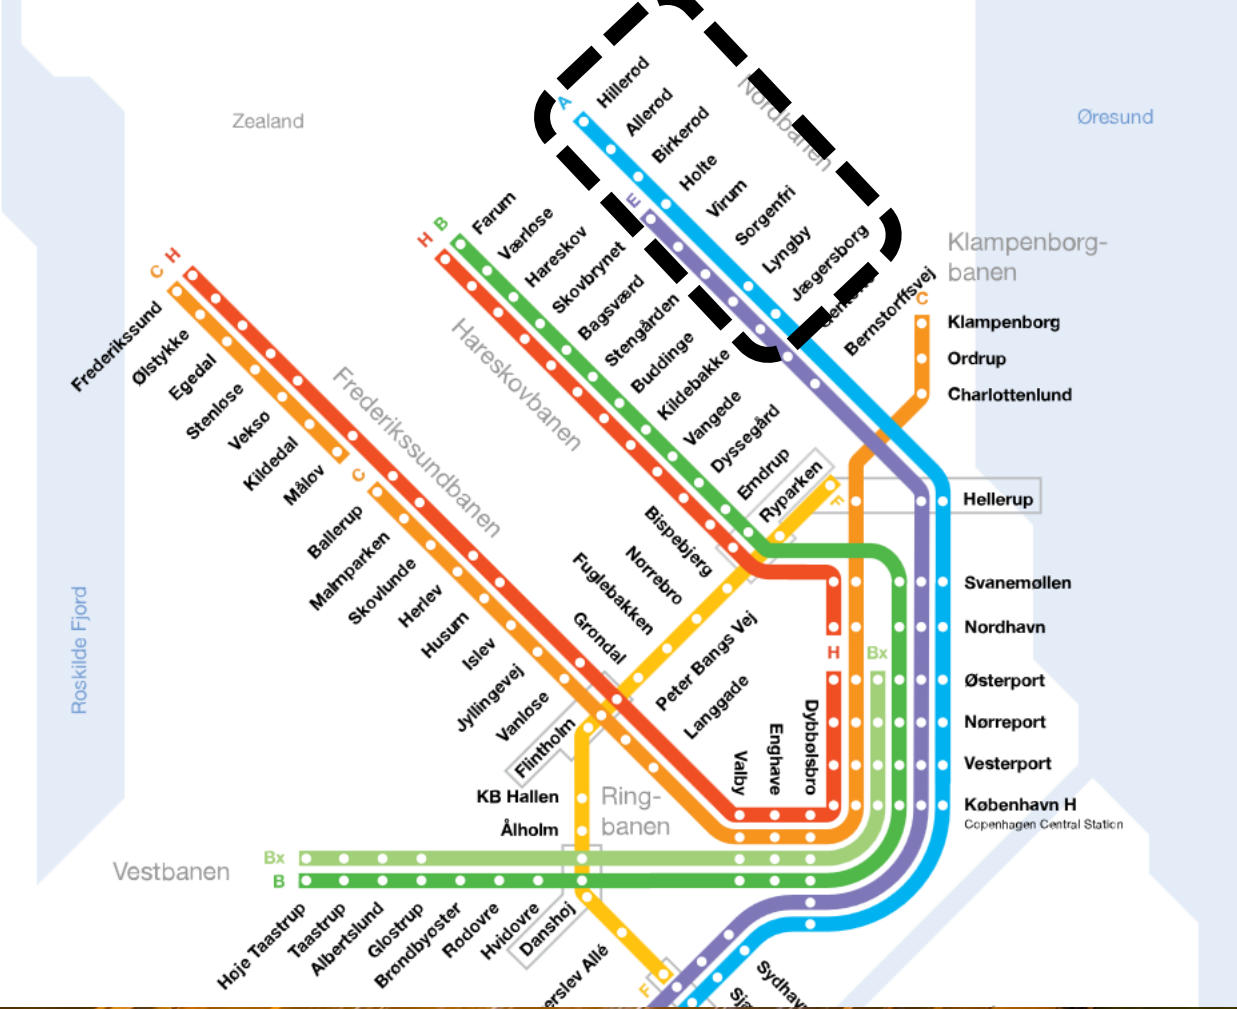 Zealand
Øresund
Roskilde Fjord
A
Hillerød
Allerød
Birkerød
Holte
Virum
Sorgenfri
Lyngby
Jægersborg
Bernstorffsvej
Nordbanen
E
Klampenborg-
banen
C
Klampenborg
Ordrup
Charlottenlund
H
B
Farum
Værløse
Hareskov
Skovbrynet
Bagsværd
Stengården
Buddinge
Kildebakke
Vangede
Dyssegård
Emdrup
Ryparken
F
Hareskovbanen
C
H
Frederikssund
Ølstykke
Egedal
Stenløse
Veksø
Kildedal
Måløv
C
Ballerup
Malmparken
Skovlunde
Herlev
Husum
Islev
Jyllingevej
Vanløse
Flintholm
Frederikssundbanen
Bispebjerg
Nørrebro
Fuglebakken
Grøndal
Peter Bangs Vej
Langgade
Valby
Enghave
Dybbølsbro
H
Bx
Hellerup
Svanemøllen
Nordhavn
Østerport
Nørreport
Vesterport
København H
Copenhagen Central Station
KB Hallen
Ålholm
Ring-
banen
Vestbanen
Bx
B
Høje Taastrup
Taastrup
Albertslund
Glostrup
Brøndbyøster
Rødovre
Hvidovre
Danshøj
erslev Allé
F
Sydhav
Sjæ